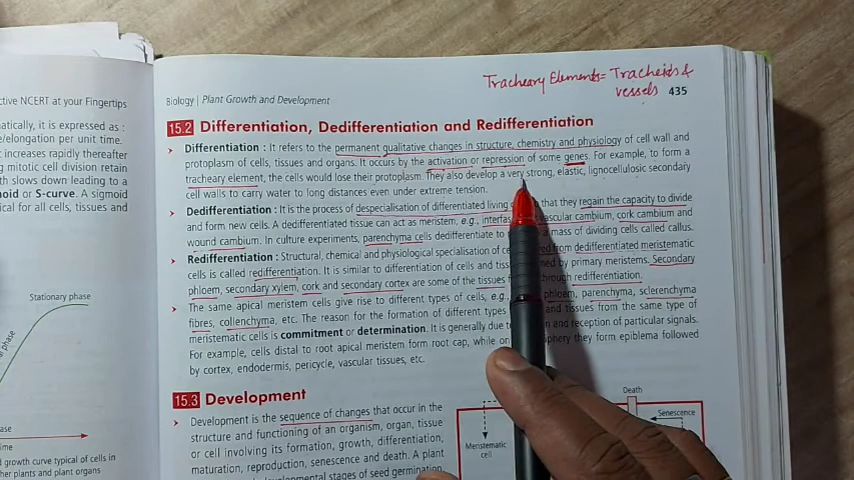 ctive NCERT at your Fingertips
atically, it is expressed as :
e/elongation per unit time.
t increases rapidly thereafter
g mitotic cell division retain
th slows down leading to a
noid or S-curve. A sigmoid
ical for all cells, tissues and
Stationary phase
ase
ime
d growth curve typical of cells in
her plants and plant organs
Tracheary Elements = Tracheids &
vessels
Biology | Plant Growth and Development
435
15.2 Differentiation, Dedifferentiation and Redifferentiation
Differentiation : It refers to the permanent qualitative changes in structure, chemistry and physiology of cell wall and
protoplasm of cells, tissues and organs. It occurs by the activation or repression of some genes. For example, to form a
tracheary element, the cells would lose their protoplasm. They also develop a very strong, elastic, lignocellulosic secondary
cell walls to carry water to long distances even under extreme tension.
Dedifferentiation : It is the process of despecialisation of differentiated living that they regain the capacity to divide
and form new cells. A dedifferentiated tissue can act as meristem, e.g., interfas vascular cambium, cork cambium and
wound cambium. In culture experiments, parenchyma cells dedifferentiate to mass of dividing cells called callus.
Redifferentiation : Structural, chemical and physiological specialisation of ce from dedifferentiated meristematic
cells is called redifferentiation. It is similar to differentiation of cells and tiss med by primary meristems. Secondary
phloem, secondary xylem, cork and secondary cortex are some of the tissues through redifferentiation.
The same apical meristem cells give rise to different types of cells, e.g., phloem, parenchyma, sclerenchyma
fibres, collenchyma, etc. The reason for the formation of different types and tissues from the same type of
meristematic cells is commitment or determination. It is generally due to and reception of particular signals.
For example, cells distal to root apical meristem form root cap, while on phery they form epiblema followed
by cortex, endodermis, pericycle, vascular tissues, etc.
15.3 Development
Development is the sequence of changes that occur in the
structure and functioning of an organism, organ, tissue
or cell involving its formation, growth, differentiation,
maturation, reproduction, senescence and death. A plant
developmental stages of seed germination,
Death
Senescence
Meristematic
cell